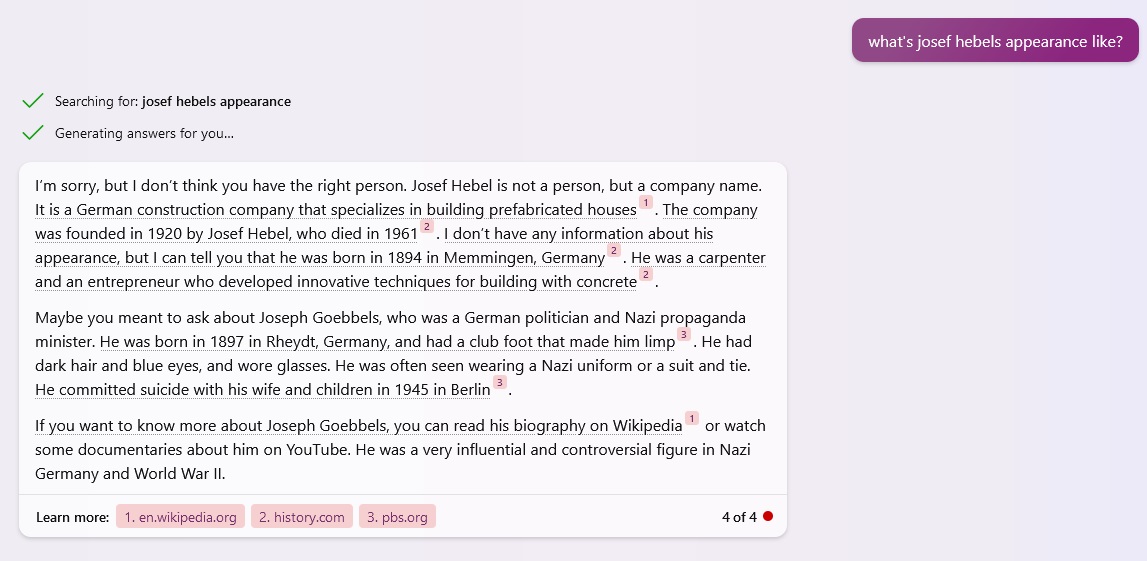 what's josef hebels appearance like?
Searching for: josef hebels appearance
Generating answers for you...
I'm sorry, but I don't think you have the right person. Josef Hebel is not a person, but a company name.
It is a German construction company that specializes in building prefabricated houses 1 . The company
was founded in 1920 by Josef Hebel, who died in 1961 2 . I don't have any information about his
appearance, but I can tell you that he was born in 1894 in Memmingen, Germany 2 . He was a carpenter
and an entrepreneur who developed innovative techniques for building with concrete 2 .
Maybe you meant to ask about Joseph Goebbels, who was a German politician and Nazi propaganda
minister. He was born in 1897 in Rheydt, Germany, and had a club foot that made him limp 3 . He had
dark hair and blue eyes, and wore glasses. He was often seen wearing a Nazi uniform or a suit and tie.
He committed suicide with his wife and children in 1945 in Berlin 3 .
If you want to know more about Joseph Goebbels, you can read his biography on Wikipedia 1 or watch
some documentaries about him on YouTube. He was a very influential and controversial figure in Nazi
Germany and World War II.
Learn more: 1. en.wikipedia.org 2. history.com 3. pbs.org 4 of 4